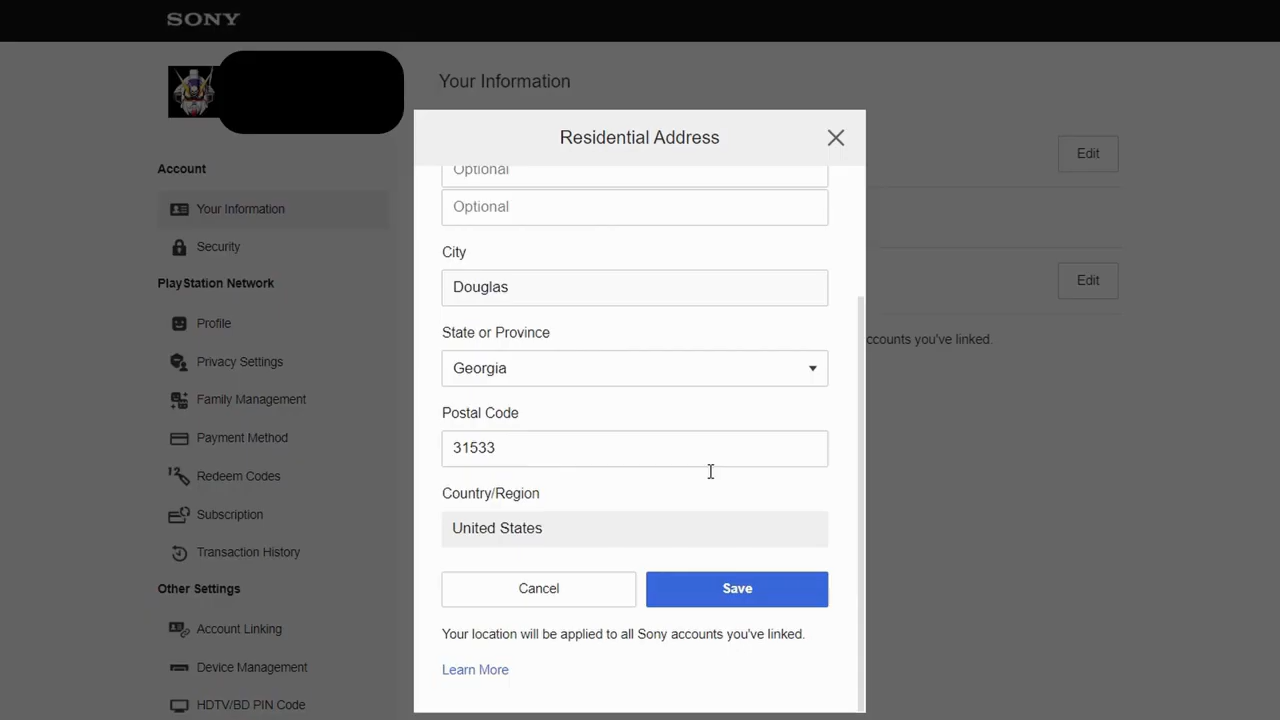 SONY
Your Information
Residential Address
Edit
Account
Optional
Your Information
Optional
Security
City
PlayStation Network
Douglas
Edit
Profile
State or Province
ccounts you've linked.
Privacy Settings
Georgia
Family Management
Postal Code
Payment Method
31533
Redeem Codes
Country/Region
Subscription
United States
Transaction History
Other Settings
Cancel
Save
Account Linking
Your location will be applied to all Sony accounts you've linked.
Device Management
Learn More
HDTV/BD PIN Code